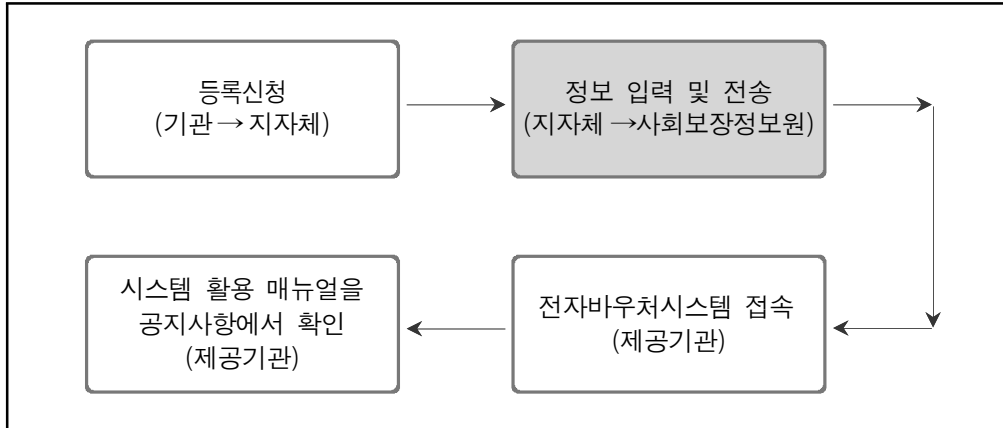 등록신청
(기관 → 지자체)
정보 입력 및 전송
(지자체 →사회보장정보원)
전자바우처시스템 접속
(제공기관)
시스템 활용 매뉴얼을
공지사항에서 확인
(제공기관)